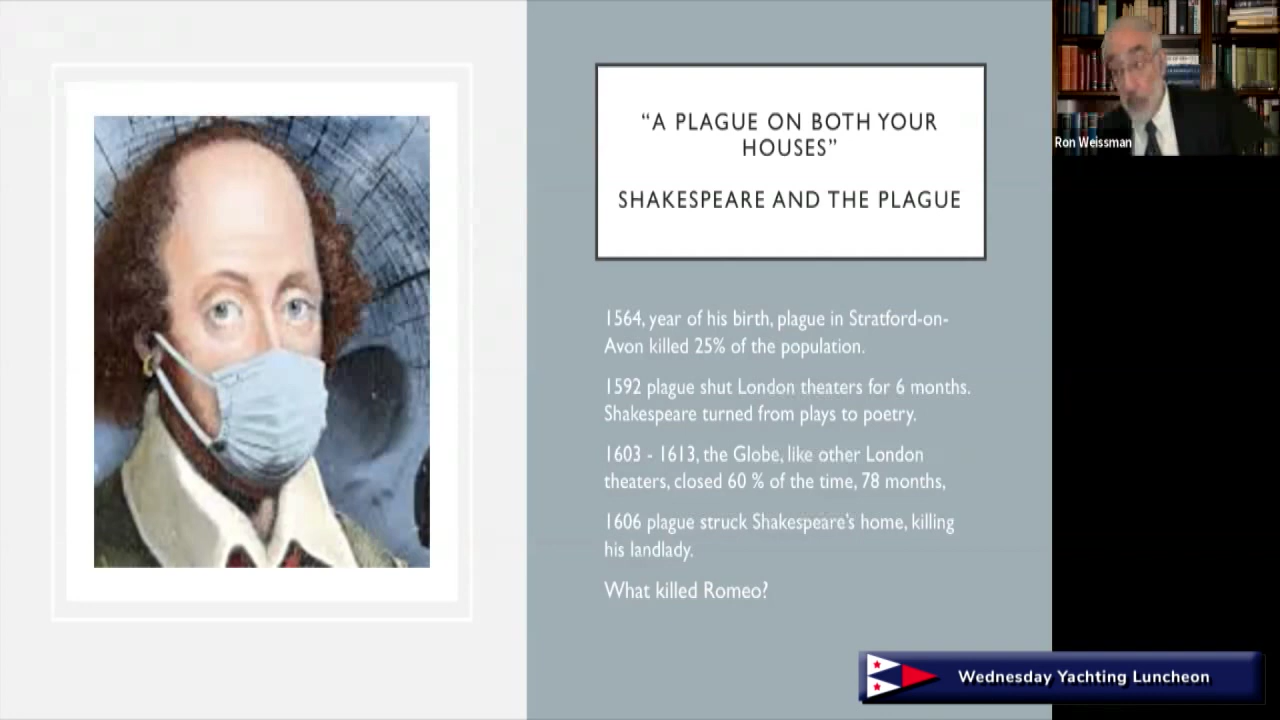 “A PLAGUE ON BOTH YOUR
HOUSES”
SHAKESPEARE AND THE PLAGUE
1564, year of his birth, plague in Stratford-on-
Avon killed 25% of the population.
1592 plague shut London theaters for 6 months.
Shakespeare turned from plays to poetry.
1603 - 1613, the Globe, like other London
theaters, closed 60 % of the time, 78 months,
1606 plague struck Shakespeare’s home, killing
his landlady.
What killed Romeo?
Ron Weissman
Wednesday Yachting Luncheon